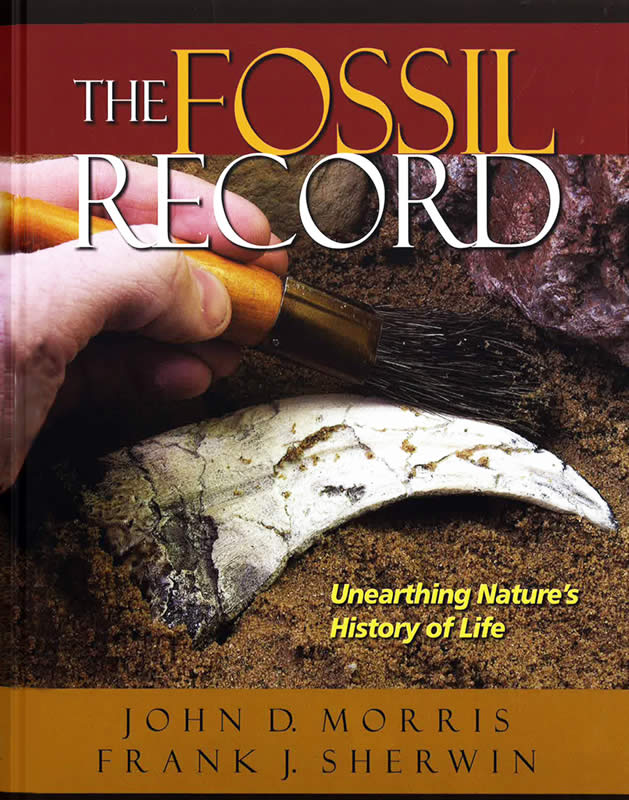 THE FOSSIL
RECORD
Unearthing Nature's
History of Life
JOHN D. MORRIS
FRANK J. SHERWIN